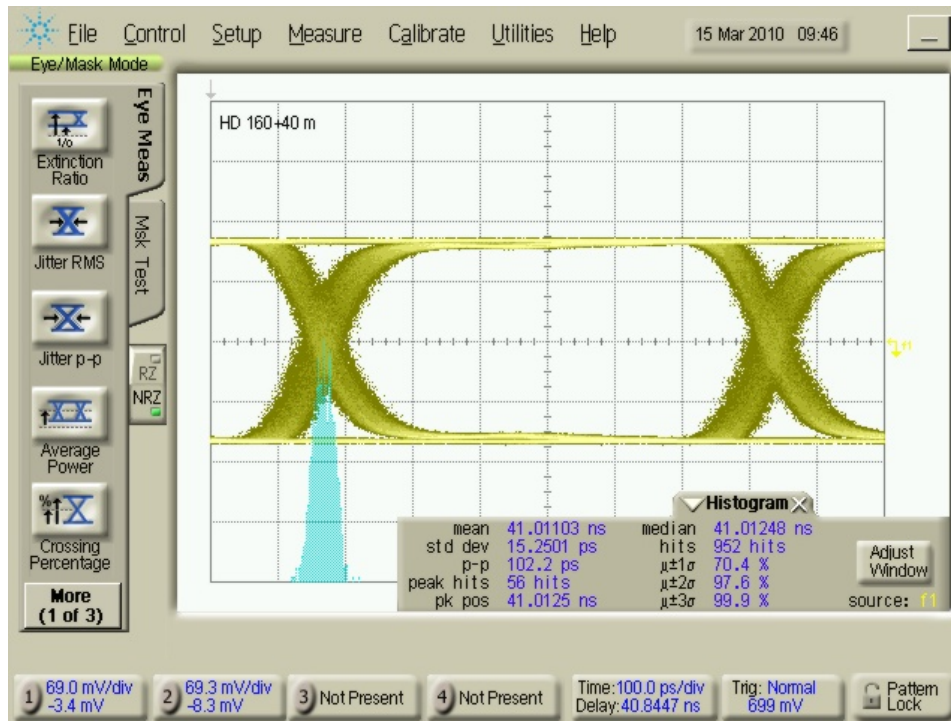 File Control Setup Measure Calibrate Utilities Help 15 Mar 2010 09:46
Eye/Mask Mode
Eye Meas
Msk Test
1/0
Extinction
Ratio
Jitter RMS
Jitter p-p
Average
Power
%
Crossing
Percentage
More
(1 of 3)
RZ
NRZ
HD 160+40 m
f1
Histogram
mean 41.01103 ns median 41.01248 ns
std dev 15.2501 ps hits 952 hits
p-p 102.2 ps μ±1σ 70.4 %
peak hits 56 hits μ±2σ 97.6 %
pk pos 41.0125 ns μ±3σ 99.9 %
Adjust
Window
source: f1
1 69.0 mV/div
-3.4 mV
2 69.3 mV/div
-8.3 mV
3 Not Present
4 Not Present
Time:100.0 ps/div
Delay:40.8447 ns
Trig: Normal
699 mV
Pattern
Lock